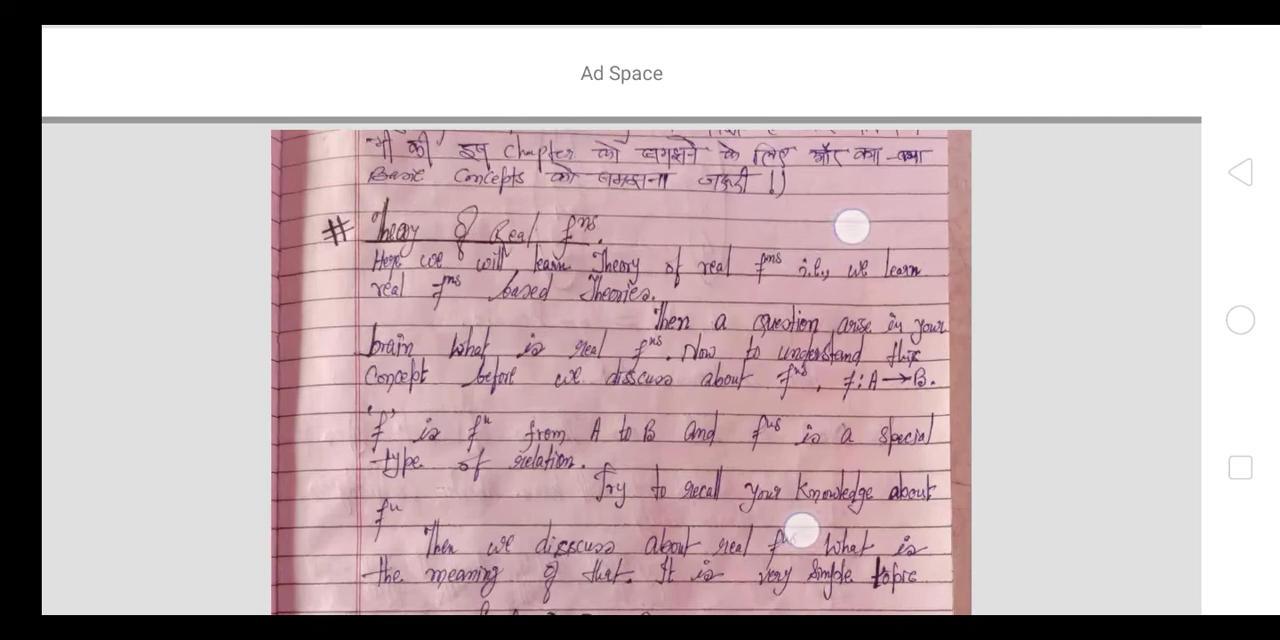 Ad Space
भी की इस Chapter को समझने के लिए और क्या-क्या
Basic Concepts को समझना जरूरी !)
# Theory of Real fⁿˢ.
Here we will learn Theory of real fⁿˢ i.e., we learn
real fⁿˢ based Theories.
Then a Question arise in your
brain what is real fⁿˢ. Now to understand this
Concept before we disscuss about fⁿˢ, f:A→B.
'f' is fⁿ from A to B and fⁿˢ is a special
type of relation.
Try to recall your knowledge about
fⁿ
Then we disscuss about real What is
the meaning of that. It is very simple topic